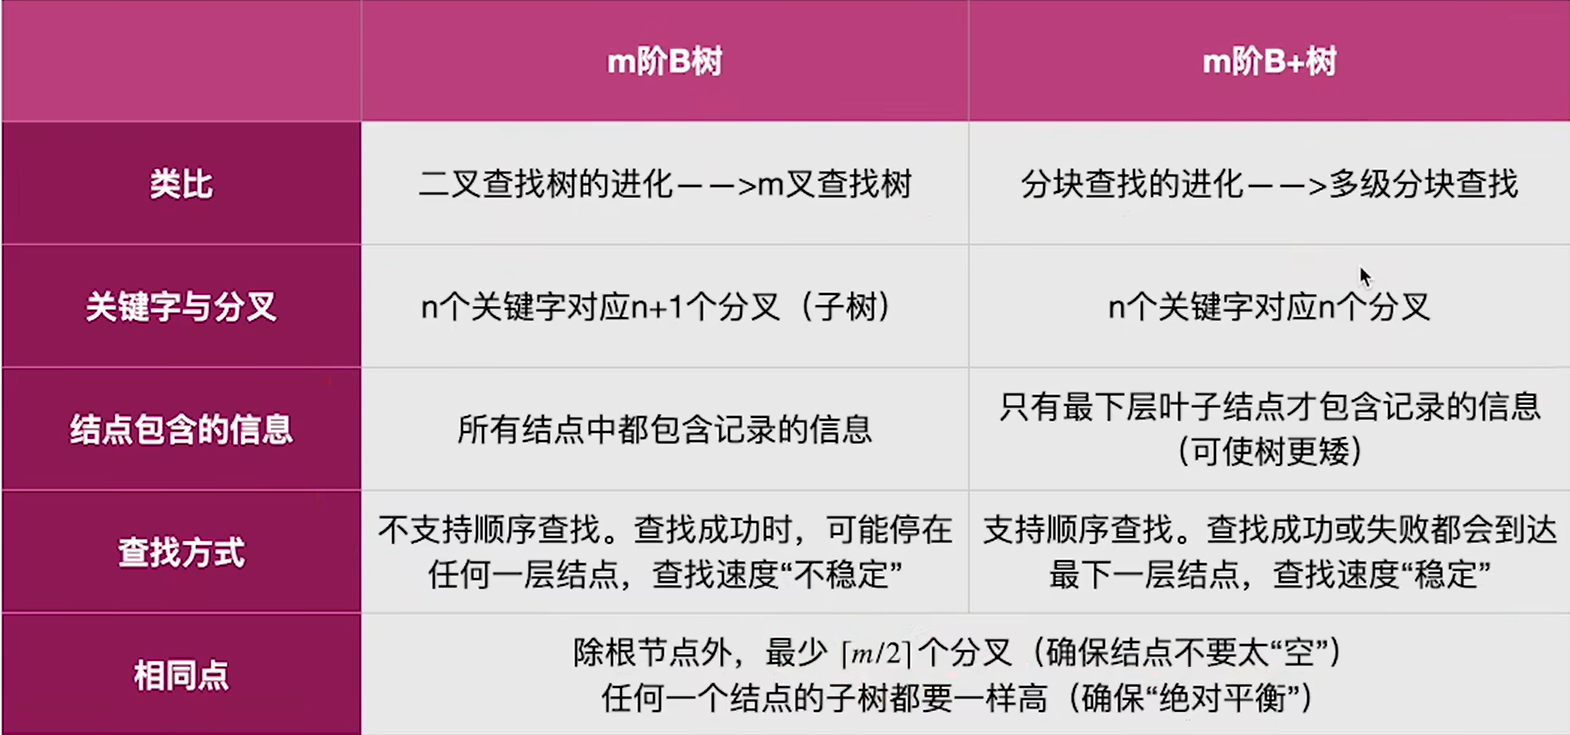 m阶B树
m阶B+树
类比
二叉查找树的进化——>m叉查找树
分块查找的进化——>多级分块查找
关键字与分叉
n个关键字对应n+1个分叉（子树）
n个关键字对应n个分叉
结点包含的信息
所有结点中都包含记录的信息
只有最下层叶子结点才包含记录的信息
（可使树更矮）
查找方式
不支持顺序查找。查找成功时，可能停在
任何一层结点，查找速度“不稳定”
支持顺序查找。查找成功或失败都会到达
最下一层结点，查找速度“稳定”
相同点
除根节点外，最少 ⌈m/2⌉个分叉（确保结点不要太“空”）
任何一个结点的子树都要一样高（确保“绝对平衡”）